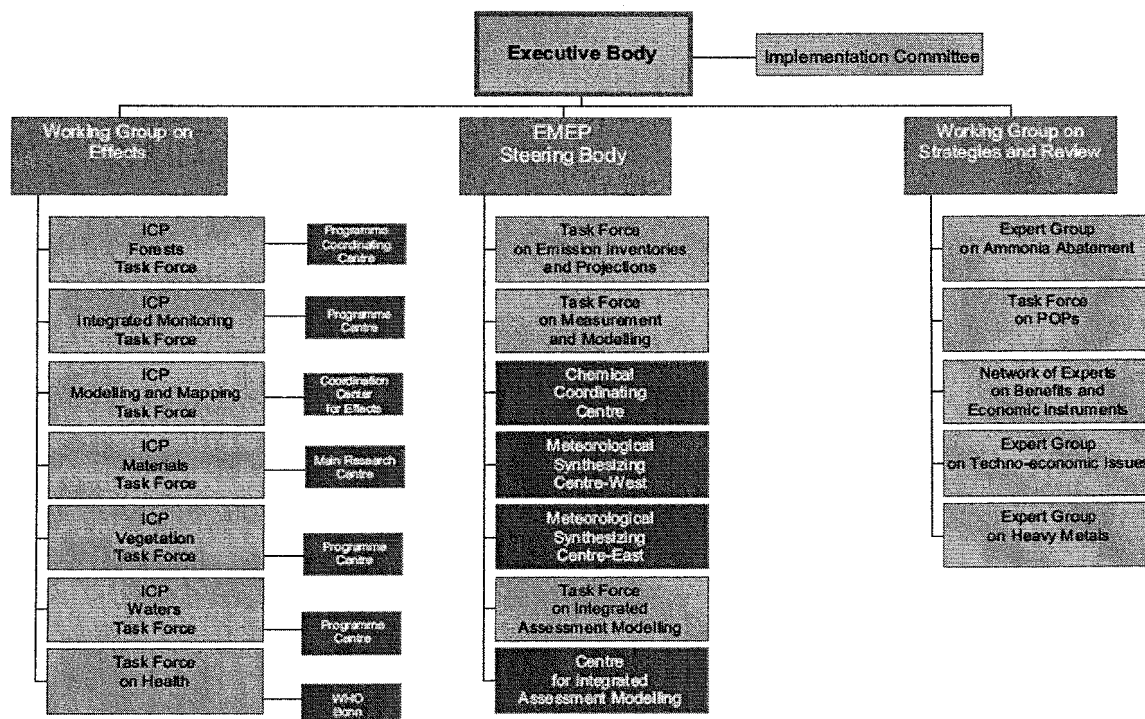 Executive Body
Implementation Committee
Working Group on
Effects
EMEP
Steering Body
Working Group on
Strategies and Review
ICP
Forests
Task Force
Programme
Coordinating
Centre
ICP
Integrated Monitoring
Task Force
Programme
Centre
ICP
Modelling and Mapping
Task Force
Coordination
Center
for Effects
ICP
Materials
Task Force
Main Research
Centre
ICP
Vegetation
Task Force
Programme
Centre
ICP
Waters
Task Force
Programme
Centre
Task Force
on Health
WHO
Bonn
Task Force
on Emission Inventories
and Projections
Task Force
on Measurement
and Modelling
Chemical
Coordinating
Centre
Meteorological
Synthesizing
Centre-West
Meteorological
Synthesizing
Centre-East
Task Force
on Integrated
Assessment Modelling
Centre
for Integrated
Assessment Modelling
Expert Group
on Ammonia Abatement
Task Force
on POPs
Network of Experts
on Benefits and
Economic Instruments
Expert Group
on Techno-economic Issues
Expert Group
on Heavy Metals